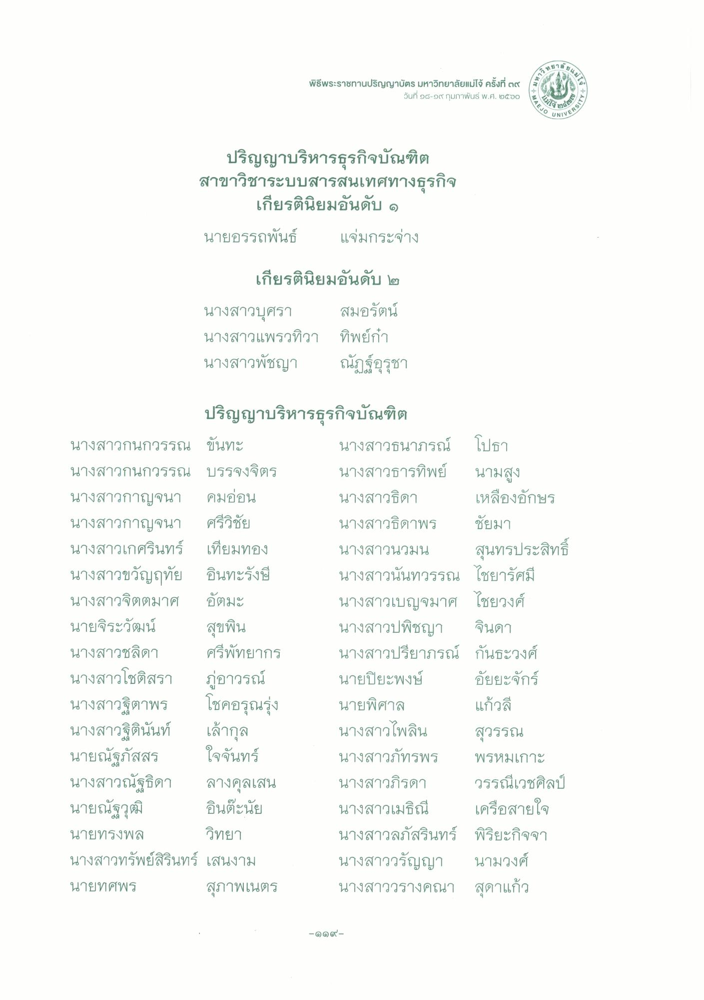 พิธีพระราชทานปริญญาบัตร มหาวิทยาลัยแม่โจ้ ครั้งที่ ๓๙
วันที่ ๑๘-๑๙ กุมภาพันธ์ พ.ศ. ๒๕๖๐
มหาวิทยาลัยแม่โจ้
แม่โจ้ ๒๔๗๗
MAEJO UNIVERSITY
ปริญญาบริหารธุรกิจบัณฑิต
สาขาวิชาระบบสารสนเทศทางธุรกิจ
เกียรตินิยมอันดับ ๑
นายอรรถพันธ์ แจ่มกระจ่าง
เกียรตินิยมอันดับ ๒
นางสาวบุศรา สมอรัตน์
นางสาวแพรวทิวา ทิพย์ก๋า
นางสาวพัชญา ณัฏฐ์อุรุชา
ปริญญาบริหารธุรกิจบัณฑิต
นางสาวกนกวรรณ ขันทะ
นางสาวกนกวรรณ บรรจงจิตร
นางสาวกาญจนา คมอ่อน
นางสาวกาญจนา ศรีวิชัย
นางสาวเกศรินทร์ เทียมทอง
นางสาวขวัญฤทัย อินทะรังษี
นางสาวจิตตมาศ อัตมะ
นายจิระวัฒน์ สุขพิน
นางสาวชลิดา ศรีพัทยากร
นางสาวโชติสรา ภู่อาวรณ์
นางสาวฐิตาพร โชคอรุณรุ่ง
นางสาวฐิตินันท์ เล้ากุล
นายณัฐภัสสร ใจจันทร์
นางสาวณัฐธิดา ลางคุลเสน
นายณัฐวุฒิ อินต๊ะนัย
นายทรงพล วิทยา
นางสาวทรัพย์สิรินทร์ เสนงาม
นายทศพร สุภาพเนตร
นางสาวธนาภรณ์ โปธา
นางสาวธารทิพย์ นามสูง
นางสาวธิดา เหลืองอักษร
นางสาวธิดาพร ชัยมา
นางสาวนวมน สุนทรประสิทธิ์
นางสาวนันทวรรณ ไชยารัศมี
นางสาวเบญจมาศ ไชยวงศ์
นางสาวปพิชญา จินดา
นางสาวปรียาภรณ์ กันธะวงศ์
นายปิยะพงษ์ อัยยะจักร์
นายพิศาล แก้วลี
นางสาวไพลิน สุวรรณ
นางสาวภัทรพร พรหมเกาะ
นางสาวภิรดา วรรณีเวชศิลป์
นางสาวเมธิณี เครือสายใจ
นางสาวลภัสรินทร์ พิริยะกิจจา
นางสาววรัญญา นามวงศ์
นางสาววรางคณา สุดาแก้ว
-๑๑๙-